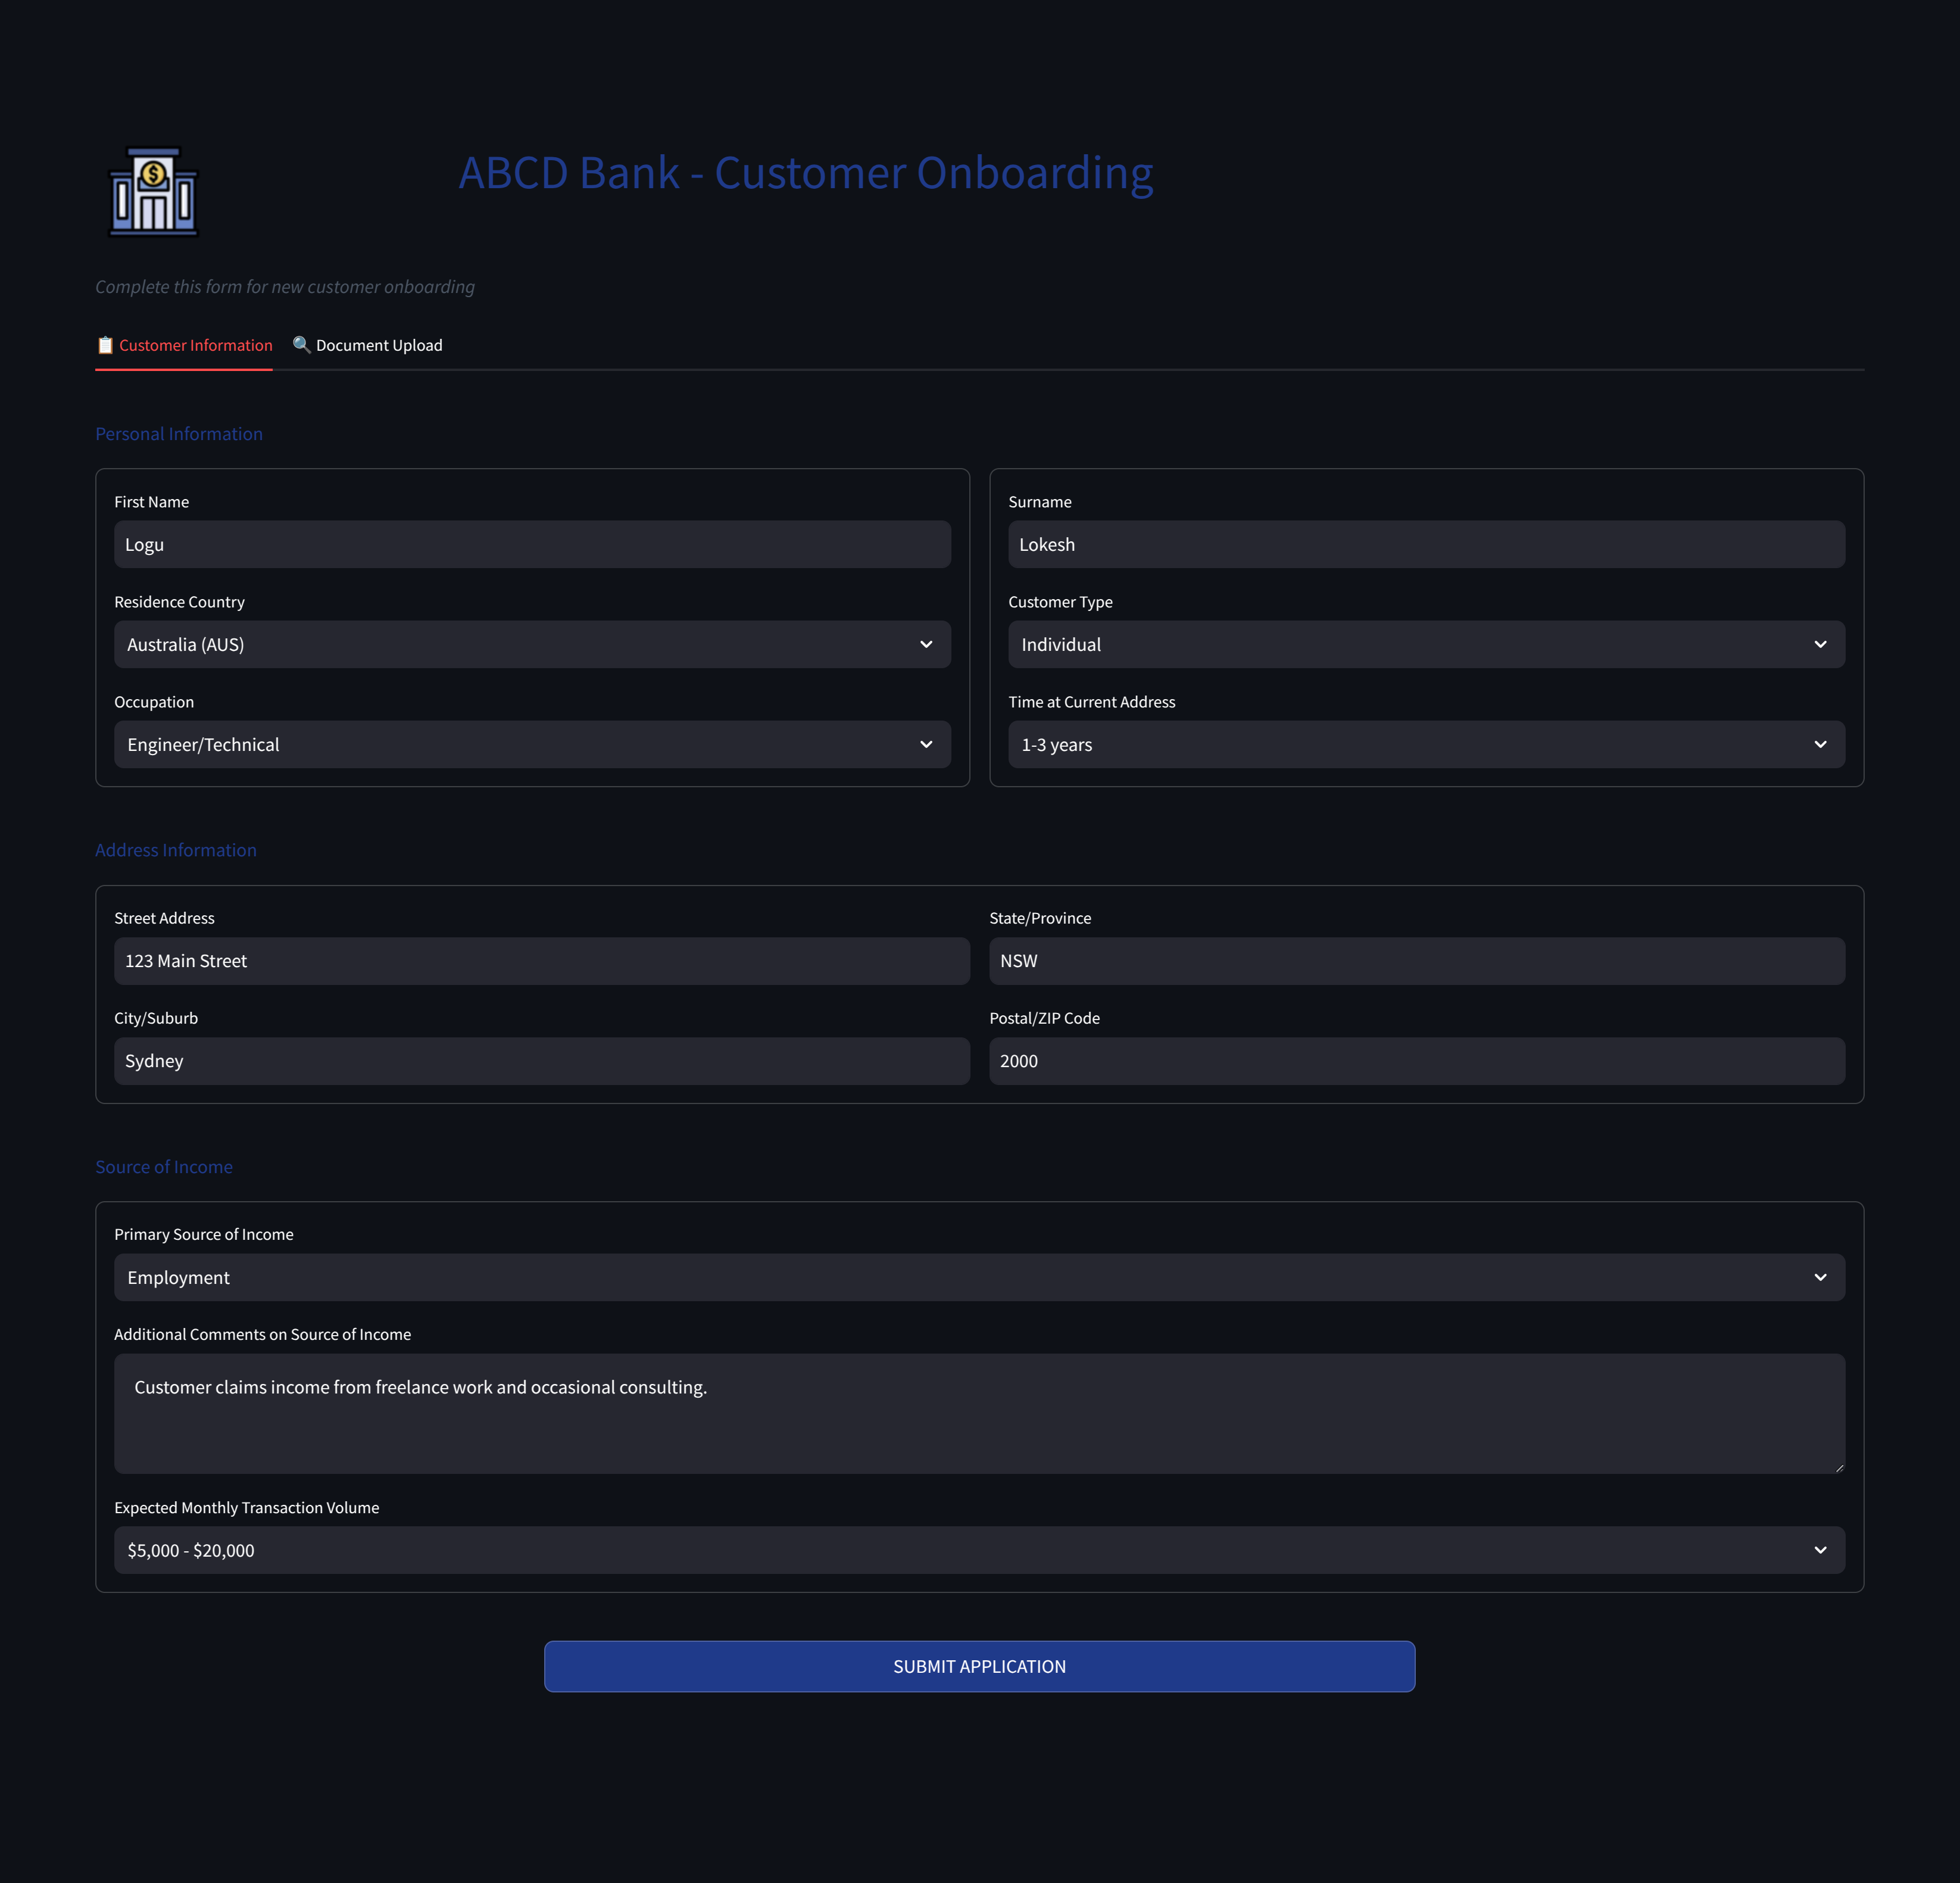 $
ABCD Bank - Customer Onboarding
Complete this form for new customer onboarding
📋 Customer Information 🔍 Document Upload
Personal Information
First Name
Logu
Surname
Lokesh
Residence Country
Australia (AUS)
Customer Type
Individual
Occupation
Engineer/Technical
Time at Current Address
1-3 years
Address Information
Street Address
123 Main Street
State/Province
NSW
City/Suburb
Sydney
Postal/ZIP Code
2000
Source of Income
Primary Source of Income
Employment
Additional Comments on Source of Income
Customer claims income from freelance work and occasional consulting.
Expected Monthly Transaction Volume
$5,000 - $20,000
SUBMIT APPLICATION